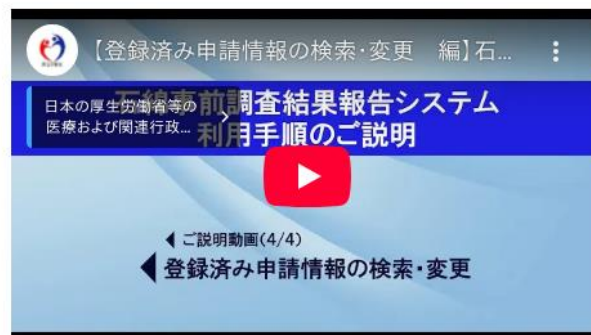 【登録済み申請情報の検索・変更　編】石...
石綿事前調査結果報告システム
日本の厚生労働省等の
医療および関連行政...
利用手順のご説明
ご説明動画(4/4)
登録済み申請情報の検索・変更